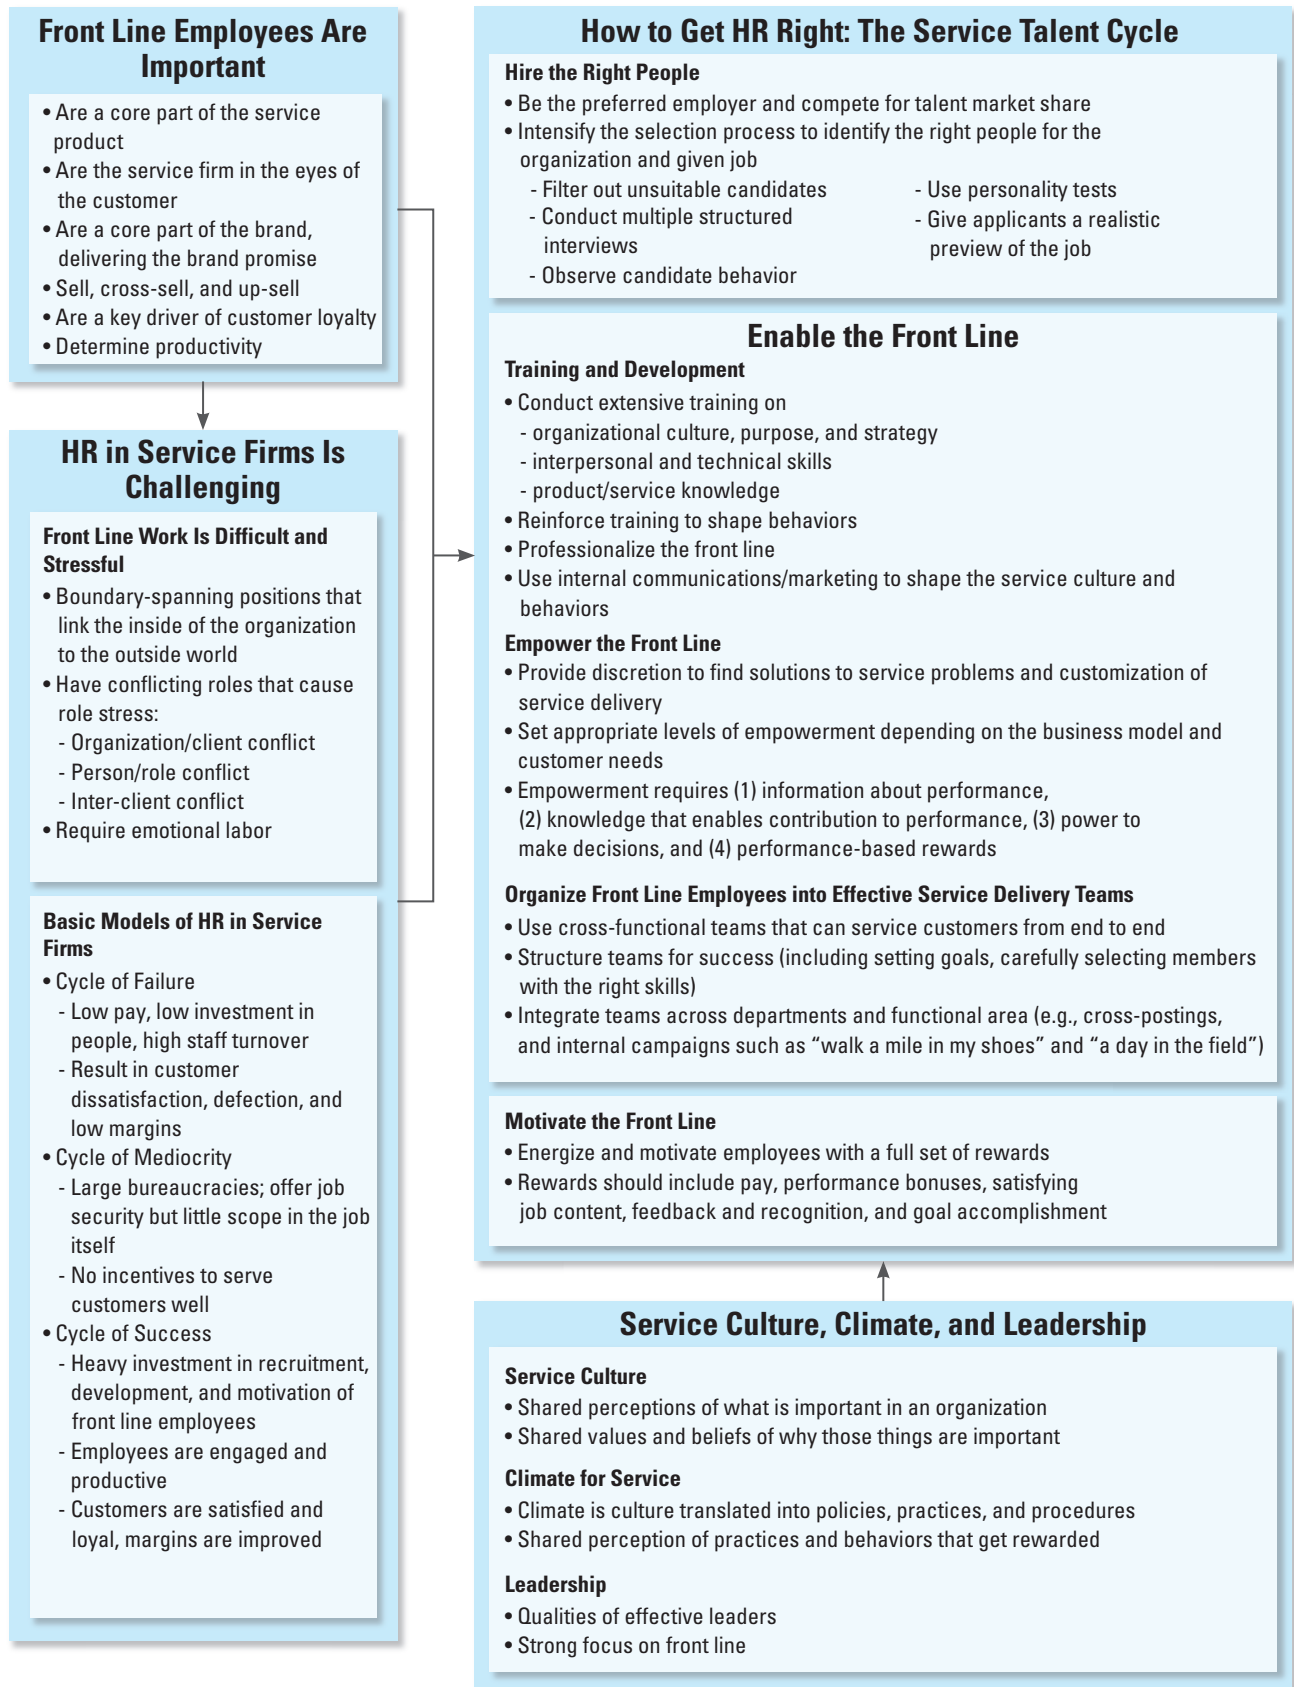 Front Line Employees Are
Important
• Are a core part of the service
product
• Are the service firm in the eyes of
the customer
• Are a core part of the brand,
delivering the brand promise
• Sell, cross-sell, and up-sell
• Are a key driver of customer loyalty
• Determine productivity
HR in Service Firms Is
Challenging
Front Line Work Is Difficult and
Stressful
• Boundary-spanning positions that
link the inside of the organization
to the outside world
• Have conflicting roles that cause
role stress:
- Organization/client conflict
- Person/role conflict
- Inter-client conflict
• Require emotional labor
Basic Models of HR in Service
Firms
• Cycle of Failure
- Low pay, low investment in
people, high staff turnover
- Result in customer
dissatisfaction, defection, and
low margins
• Cycle of Mediocrity
- Large bureaucracies; offer job
security but little scope in the job
itself
- No incentives to serve
customers well
• Cycle of Success
- Heavy investment in recruitment,
development, and motivation of
front line employees
- Employees are engaged and
productive
- Customers are satisfied and
loyal, margins are improved
How to Get HR Right: The Service Talent Cycle
Hire the Right People
• Be the preferred employer and compete for talent market share
• Intensify the selection process to identify the right people for the
organization and given job
- Filter out unsuitable candidates
- Conduct multiple structured
interviews
- Observe candidate behavior
- Use personality tests
- Give applicants a realistic
preview of the job
Enable the Front Line
Training and Development
• Conduct extensive training on
- organizational culture, purpose, and strategy
- interpersonal and technical skills
- product/service knowledge
• Reinforce training to shape behaviors
• Professionalize the front line
• Use internal communications/marketing to shape the service culture and
behaviors
Empower the Front Line
• Provide discretion to find solutions to service problems and customization of
service delivery
• Set appropriate levels of empowerment depending on the business model and
customer needs
• Empowerment requires (1) information about performance,
(2) knowledge that enables contribution to performance, (3) power to
make decisions, and (4) performance-based rewards
Organize Front Line Employees into Effective Service Delivery Teams
• Use cross-functional teams that can service customers from end to end
• Structure teams for success (including setting goals, carefully selecting members
with the right skills)
• Integrate teams across departments and functional area (e.g., cross-postings,
and internal campaigns such as “walk a mile in my shoes” and “a day in the field”)
Motivate the Front Line
• Energize and motivate employees with a full set of rewards
• Rewards should include pay, performance bonuses, satisfying
job content, feedback and recognition, and goal accomplishment
Service Culture, Climate, and Leadership
Service Culture
• Shared perceptions of what is important in an organization
• Shared values and beliefs of why those things are important
Climate for Service
• Climate is culture translated into policies, practices, and procedures
• Shared perception of practices and behaviors that get rewarded
Leadership
• Qualities of effective leaders
• Strong focus on front line